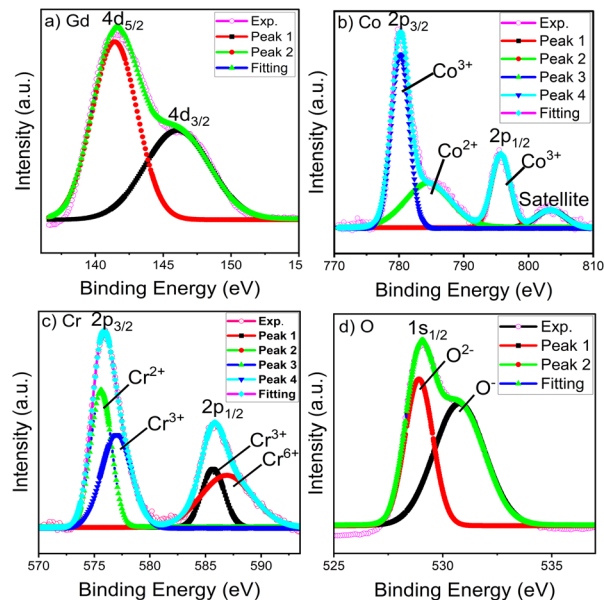 a) Gd
4d5/2
4d3/2
Exp.
Peak 1
Peak 2
Fitting
Intensity (a.u.)
140 145 150 15
Binding Energy (eV)
b) Co
2p3/2
Co3+
Co2+
2p1/2
Co3+
Satellite
Exp.
Peak 1
Peak 2
Peak 3
Peak 4
Fitting
Intensity (a.u.)
770 780 790 800 810
Binding Energy (eV)
c) Cr
2p3/2
Cr2+
Cr3+
2p1/2
Cr3+
Cr6+
Exp.
Peak 1
Peak 2
Peak 3
Peak 4
Fitting
Intensity (a.u.)
570 575 580 585 590
Binding Energy (eV)
d) O
1s1/2
O2-
O-
Exp.
Peak 1
Peak 2
Fitting
Intensity (a.u.)
525 530 535
Binding Energy (eV)